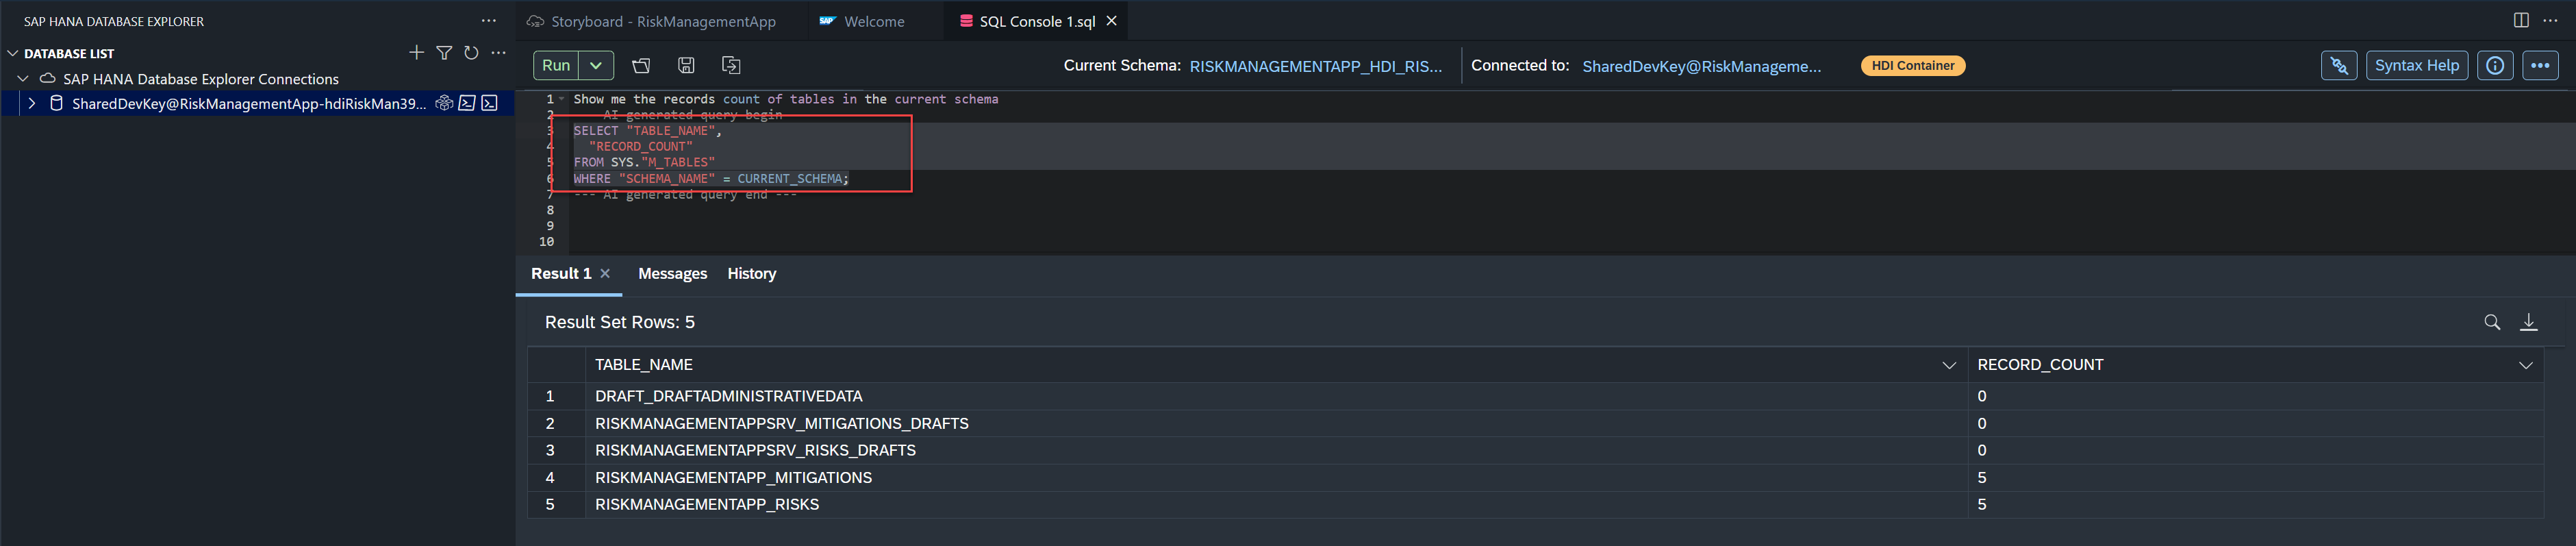 SAP HANA DATABASE EXPLORER
DATABASE LIST
SAP HANA Database Explorer Connections
SharedDevKey@RiskManagementApp-hdiRiskMan39...
Storyboard - RiskManagementApp
SAP Welcome
SQL Console 1.sql
Run
Current Schema: RISKMANAGEMENTAPP_HDI_RIS...
Connected to: SharedDevKey@RiskManageme...
HDI Container
Syntax Help
1 Show me the records count of tables in the current schema
2 AI generated query begin
3 SELECT "TABLE_NAME",
4 "RECORD_COUNT"
5 FROM SYS."M_TABLES"
6 WHERE "SCHEMA_NAME" = CURRENT_SCHEMA;
7 --- AI generated query end ---
8
9
10
Result 1 Messages History
Result Set Rows: 5
TABLE_NAME RECORD_COUNT
1 DRAFT_DRAFTADMINISTRATIVEDATA 0
2 RISKMANAGEMENTAPPSRV_MITIGATIONS_DRAFTS 0
3 RISKMANAGEMENTAPPSRV_RISKS_DRAFTS 0
4 RISKMANAGEMENTAPP_MITIGATIONS 5
5 RISKMANAGEMENTAPP_RISKS 5